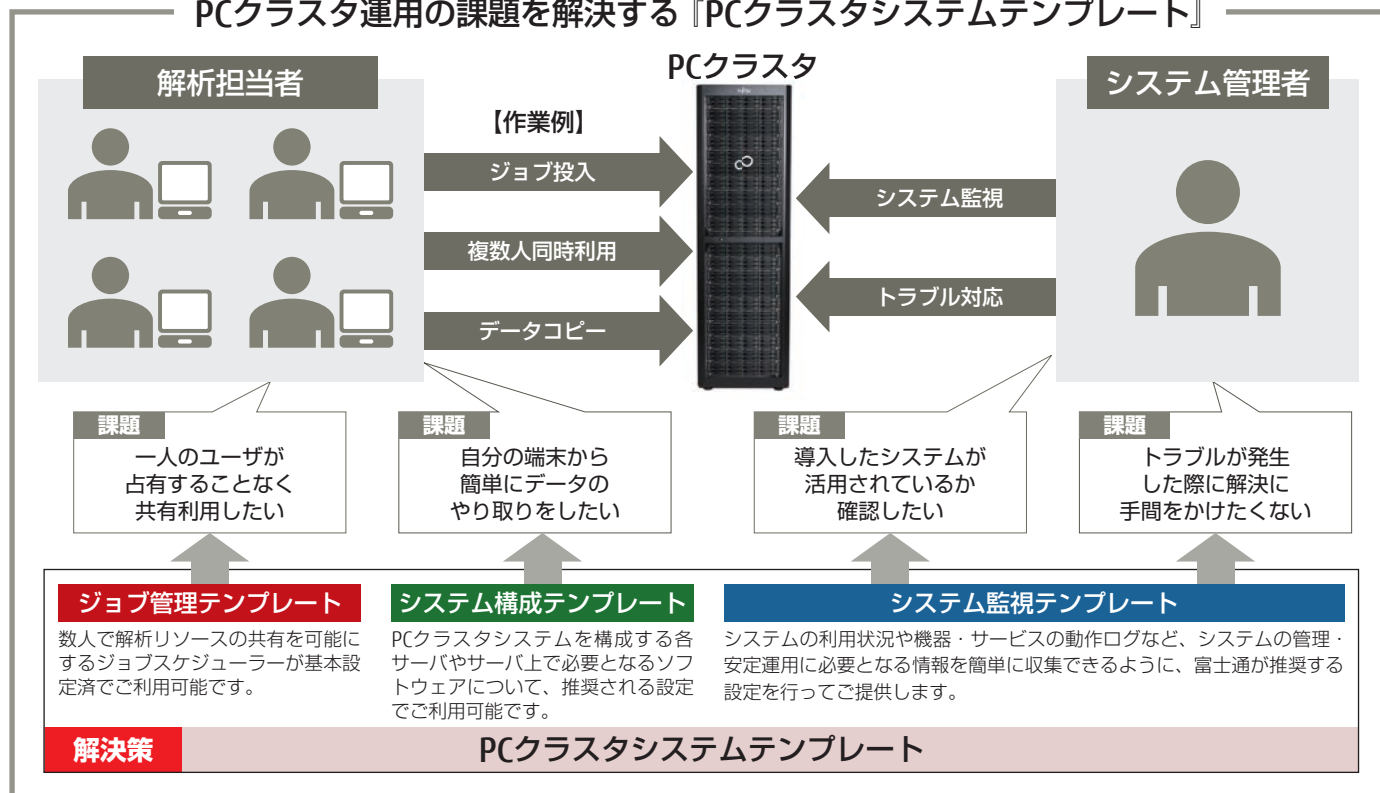 PCクラスタ運用の課題を解決する『PCクラスタシステムテンプレート』
解析担当者
【作業例】
ジョブ投入
複数人同時利用
データコピー
PCクラスタ
FUJITSU
システム管理者
システム監視
トラブル対応
課題
一人のユーザが
占有することなく
共有利用したい
課題
自分の端末から
簡単にデータの
やり取りをしたい
課題
導入したシステムが
活用されているか
確認したい
課題
トラブルが発生
した際に解決に
手間をかけたくない
ジョブ管理テンプレート
数人で解析リソースの共有を可能に
するジョブスケジューラーが基本設
定済でご利用可能です。
システム構成テンプレート
PCクラスタシステムを構成する各
サーバやサーバ上で必要となるソフ
トウェアについて、推奨される設定
でご利用可能です。
システム監視テンプレート
システムの利用状況や機器・サービスの動作ログなど、システムの管理・
安定運用に必要となる情報を簡単に収集できるように、富士通が推奨する
設定を行ってご提供します。
解決策
PCクラスタシステムテンプレート